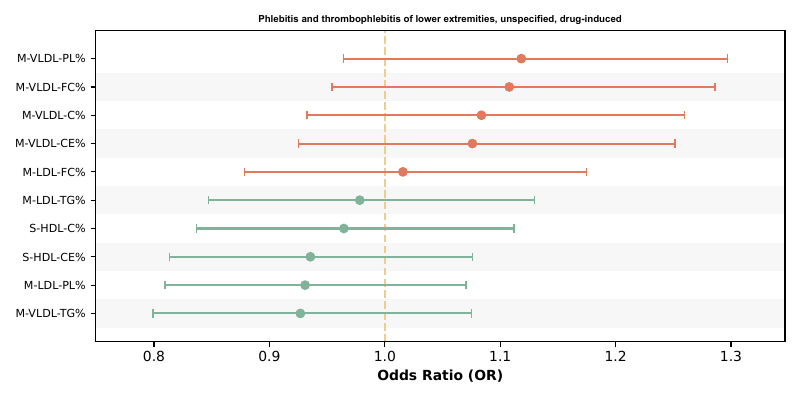 Phlebitis and thrombophlebitis of lower extremities, unspecified, drug-induced
M-VLDL-PL%
M-VLDL-FC%
M-VLDL-C%
M-VLDL-CE%
M-LDL-FC%
M-LDL-TG%
S-HDL-C%
S-HDL-CE%
M-LDL-PL%
M-VLDL-TG%
0.8 0.9 1.0 1.1 1.2 1.3
Odds Ratio (OR)